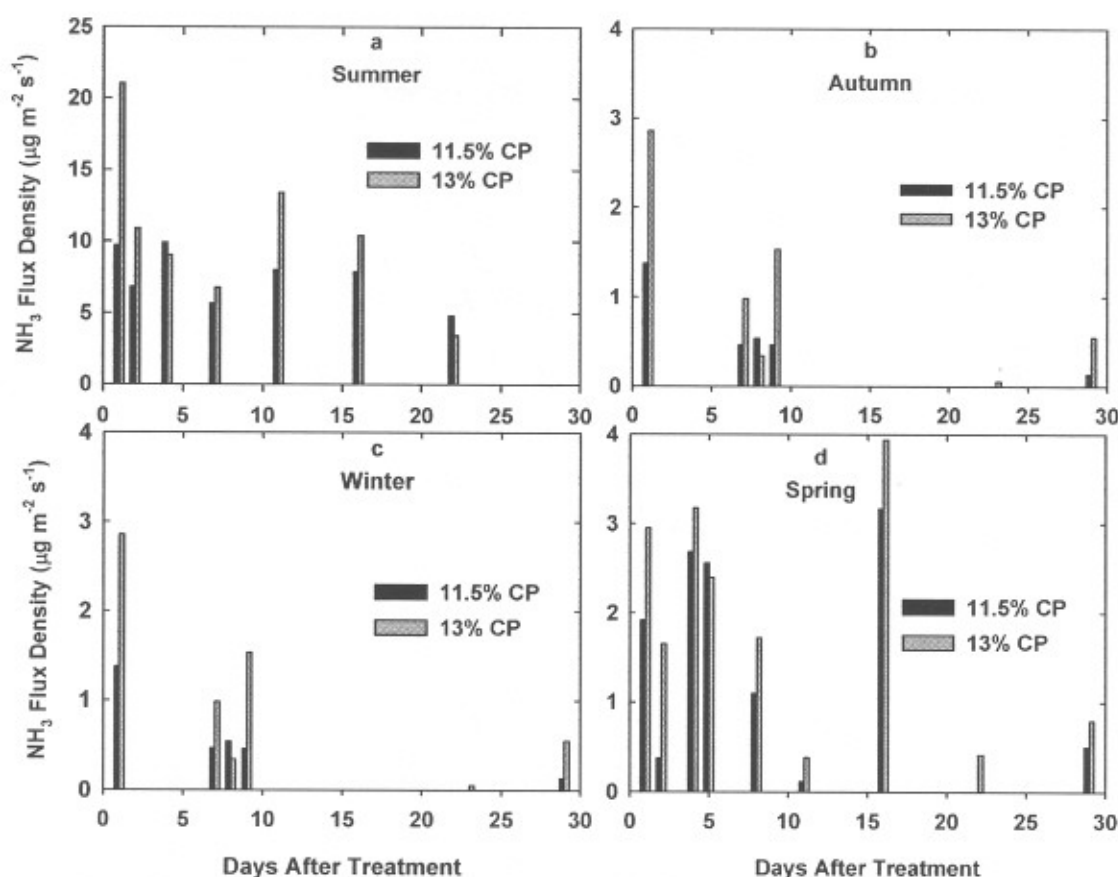 a
Summer
11.5% CP
13% CP
NH3 Flux Density (µg m-2 s-1)
25
20
15
10
5
0
0 5 10 15 20 25 30
b
Autumn
11.5% CP
13% CP
4
3
2
1
0
0 5 10 15 20 25 30
c
Winter
11.5% CP
13% CP
NH3 Flux Density (µg m-2 s-1)
4
3
2
1
0
0 5 10 15 20 25 30
Days After Treatment
d
Spring
11.5% CP
13% CP
4
3
2
1
0
0 5 10 15 20 25 30
Days After Treatment